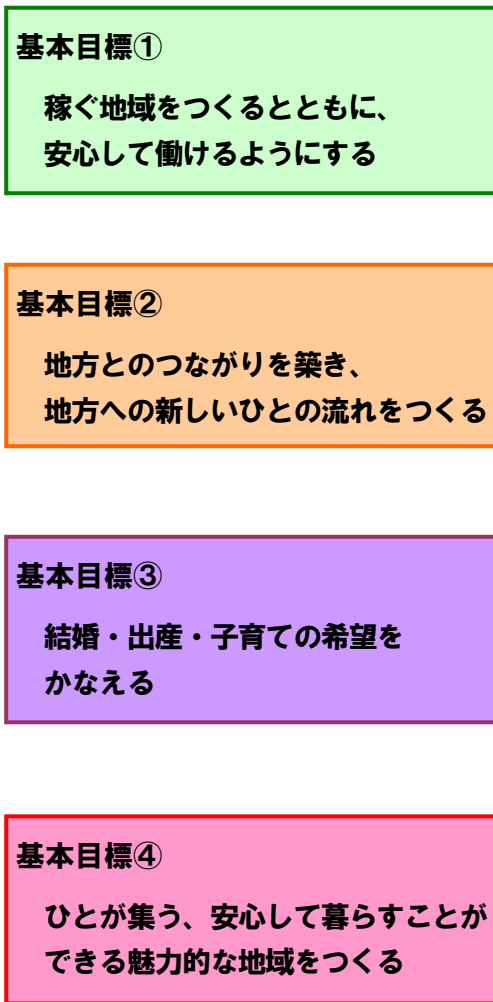 基本目標①
稼ぐ地域をつくるとともに、
安心して働けるようにする
基本目標②
地方とのつながりを築き、
地方への新しいひとの流れをつくる
基本目標③
結婚・出産・子育ての希望を
かなえる
基本目標④
ひとが集う、安心して暮らすことが
できる魅力的な地域をつくる